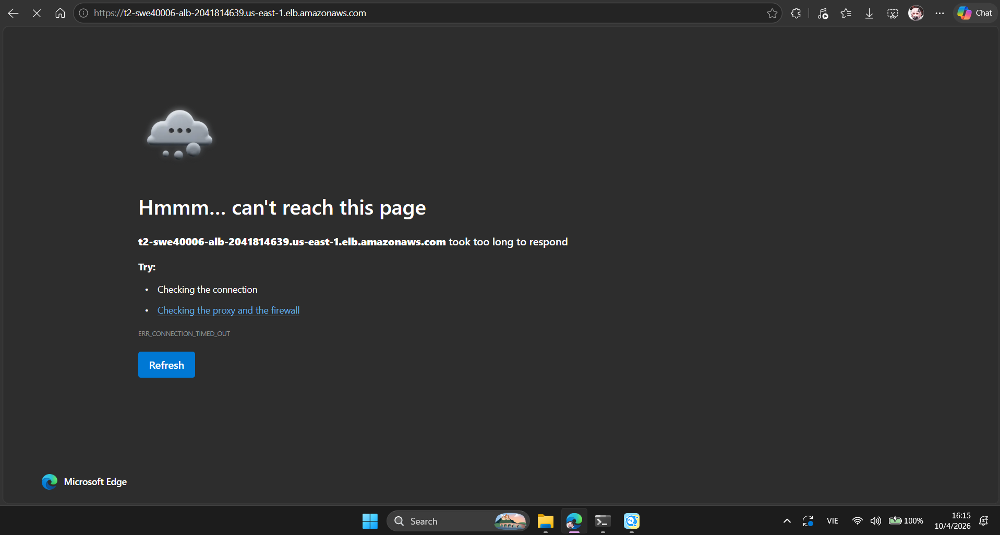 https://t2-swe40006-alb-2041814639.us-east-1.elb.amazonaws.com
Chat
Hmmm... can't reach this page
t2-swe40006-alb-2041814639.us-east-1.elb.amazonaws.com took too long to respond
Try:
• Checking the connection
• Checking the proxy and the firewall
ERR_CONNECTION_TIMED_OUT
Refresh
Microsoft Edge
Search
VIE
100%
16:15
10/4/2026